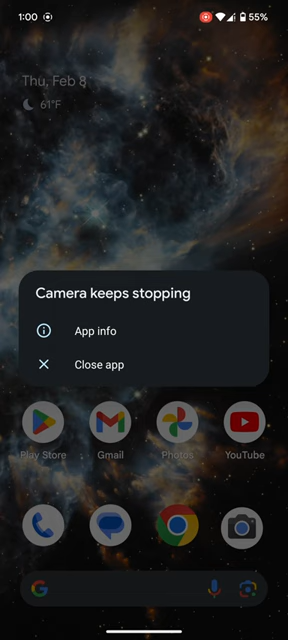 1:00
55%
Thu, Feb 8
61°F
Camera keeps stopping
App info
Close app
Play Store
Gmail
Photos
YouTube